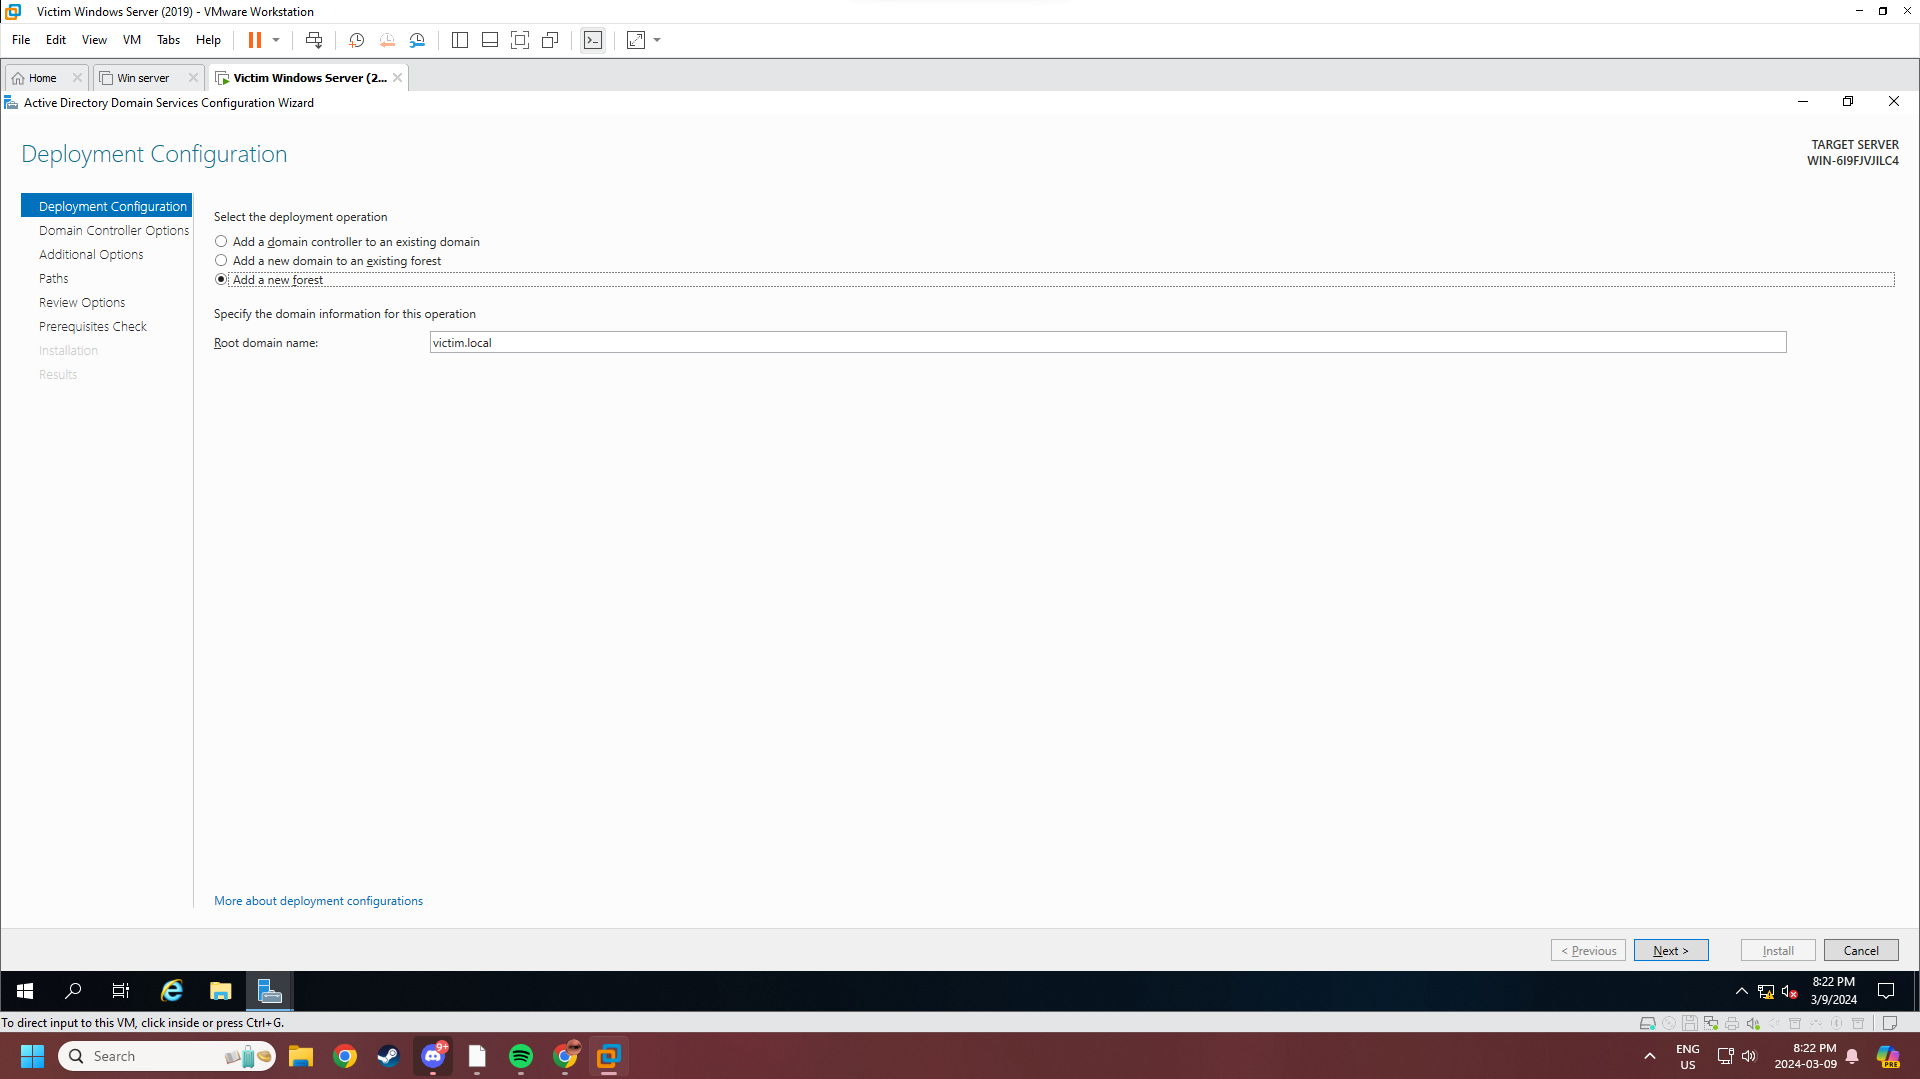 Victim Windows Server (2019) - VMware Workstation
File Edit View VM Tabs Help
Home Win server Victim Windows Server (2...
Active Directory Domain Services Configuration Wizard
Deployment Configuration
TARGET SERVER
WIN-6I9FJVJILC4
Deployment Configuration
Domain Controller Options
Additional Options
Paths
Review Options
Prerequisites Check
Installation
Results
Select the deployment operation
Add a domain controller to an existing domain
Add a new domain to an existing forest
Add a new forest
Specify the domain information for this operation
Root domain name: victim.local
More about deployment configurations
< Previous Next > Install Cancel
8:22 PM
3/9/2024
To direct input to this VM, click inside or press Ctrl+G.
Search
9+
ENG
US
8:22 PM
2024-03-09
PRE